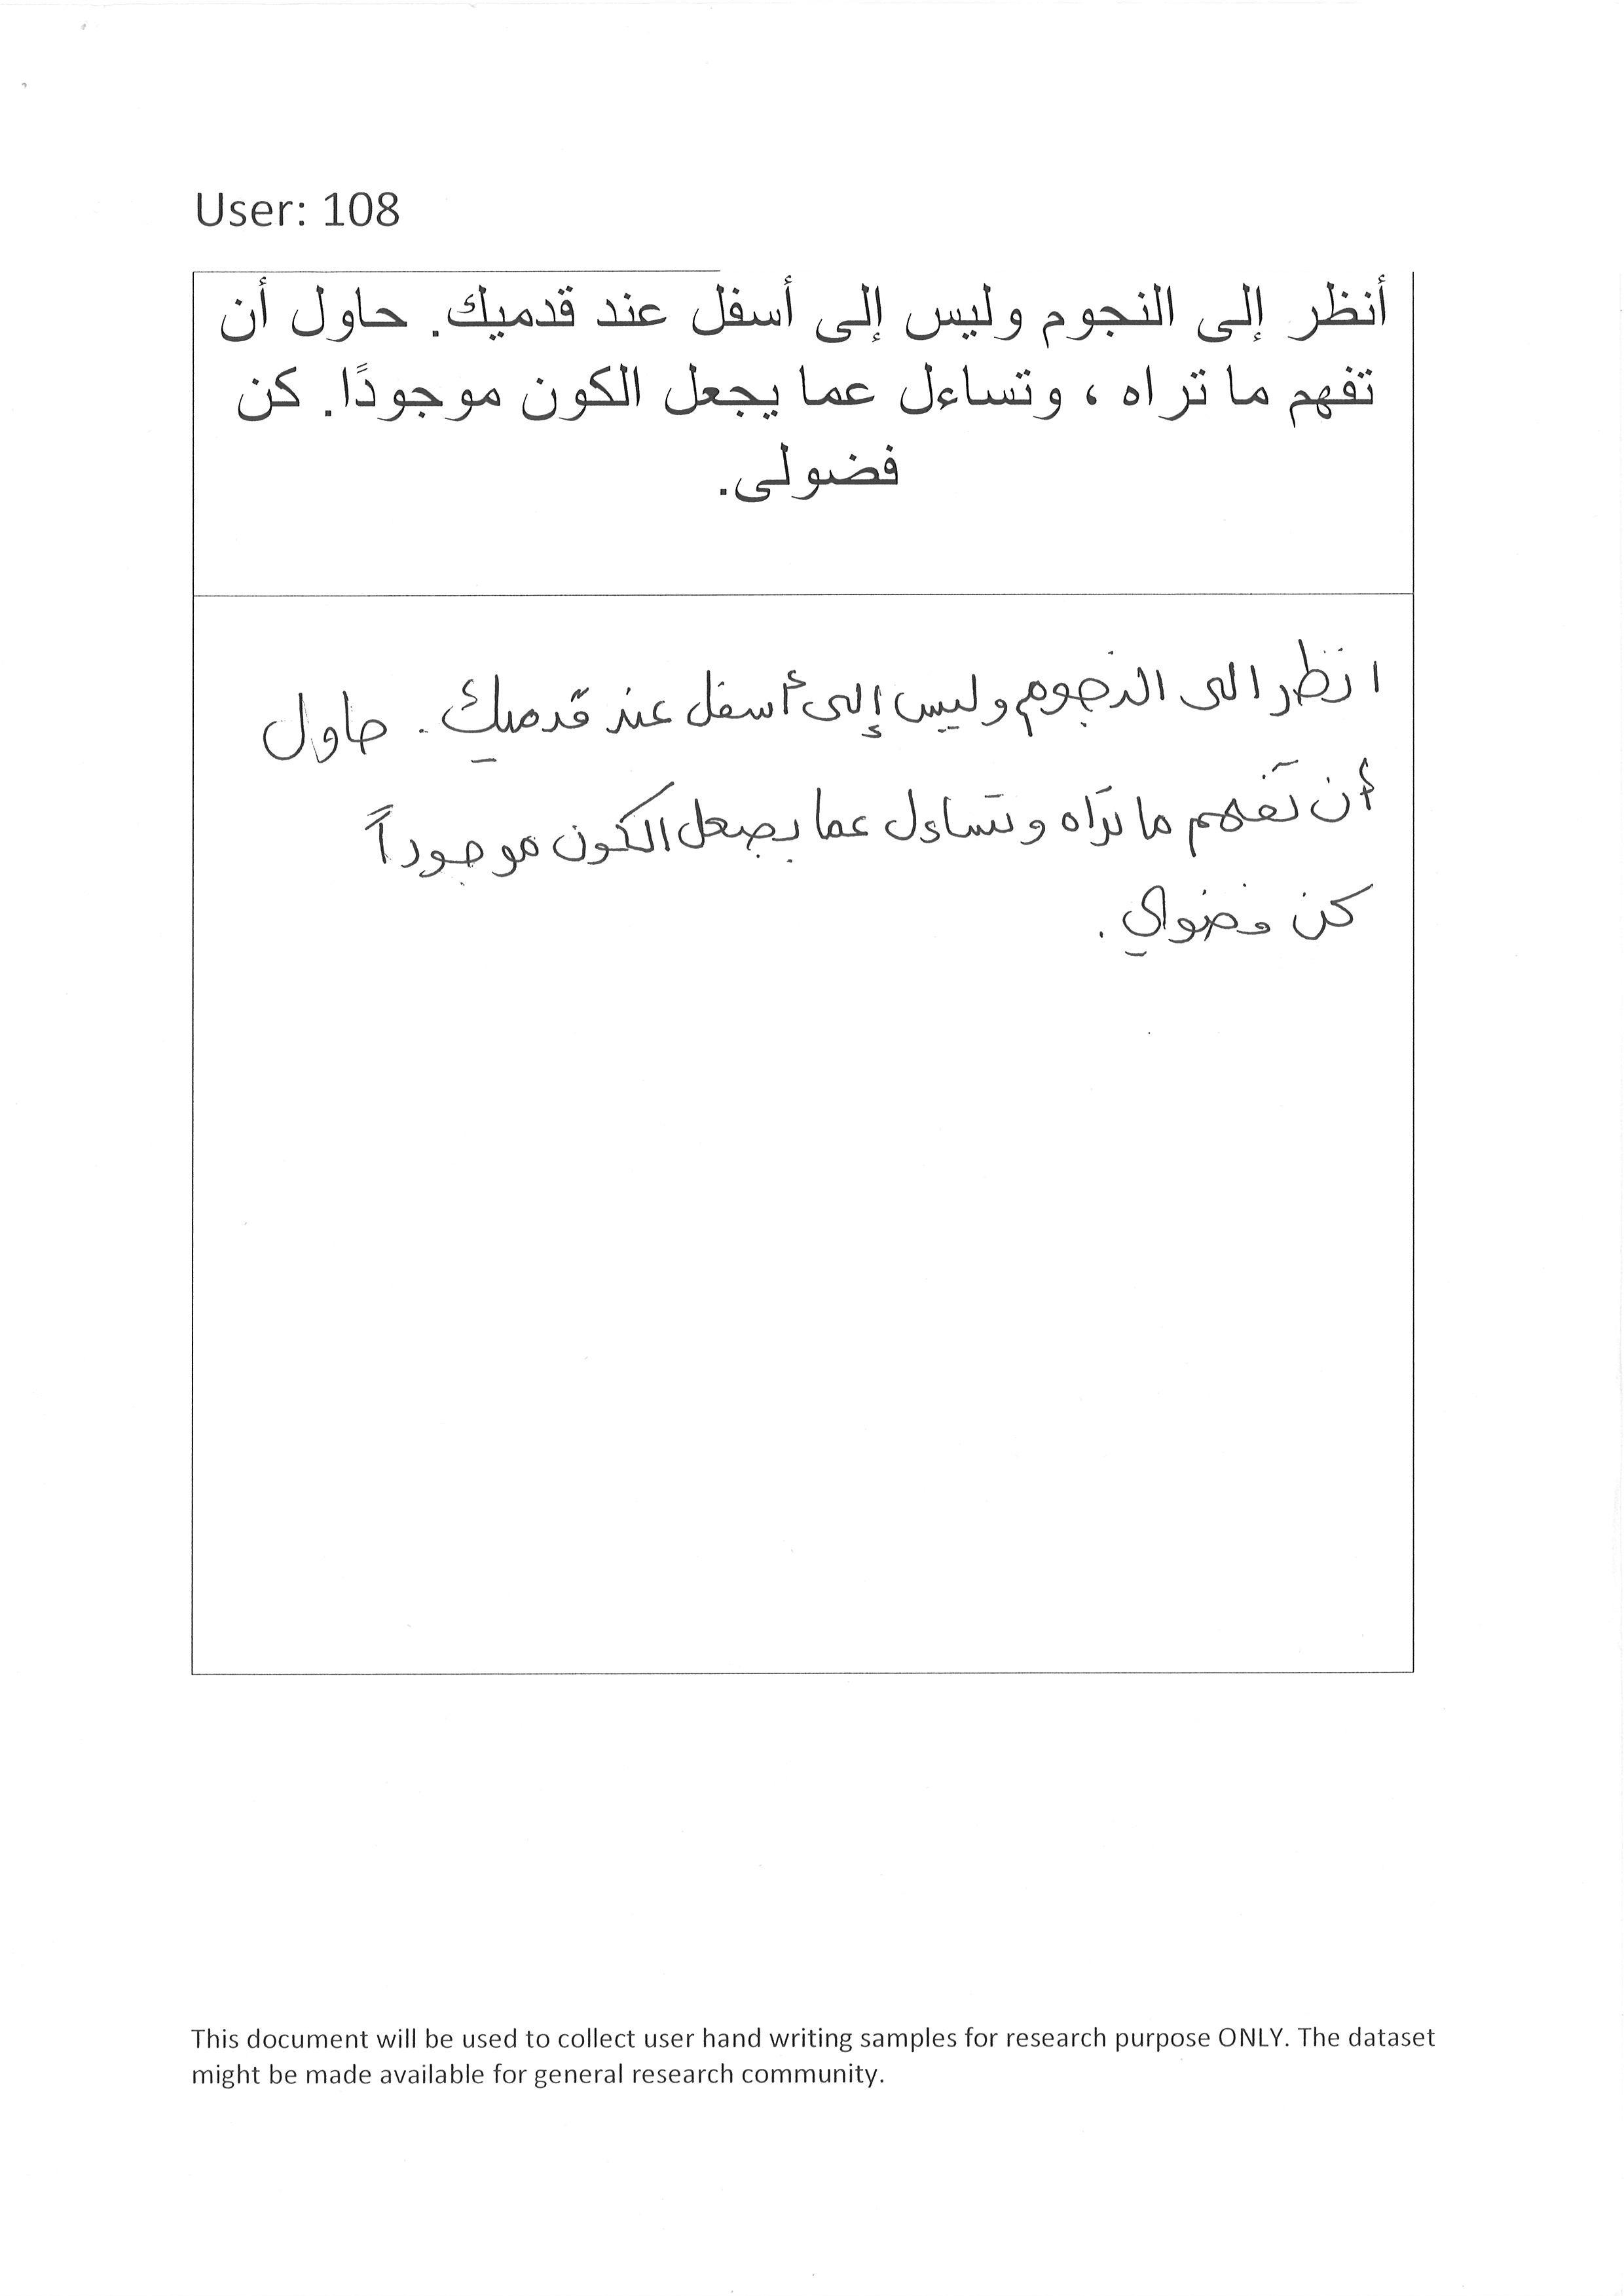 User: 108
أنظر إلى النجوم وليس إلى أسفل عند قدميك. حاول أن
تفهم ما تراه ، وتساءل عما يجعل الكون موجودًا. كن
فضولى.
انظر الى النجوم وليس إلى أسفل عند قدميك. حاول
أن تفهم ما تراه وتساءل عما يجعل الكون موجوداً
كن فضولي.
This document will be used to collect user hand writing samples for research purpose ONLY. The dataset
might be made available for general research community.